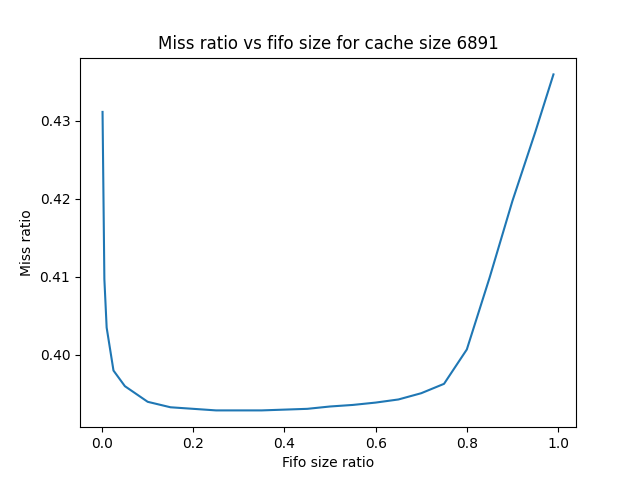 Miss ratio vs fifo size for cache size 6891
Miss ratio
0.43
0.42
0.41
0.40
0.0 0.2 0.4 0.6 0.8 1.0
Fifo size ratio